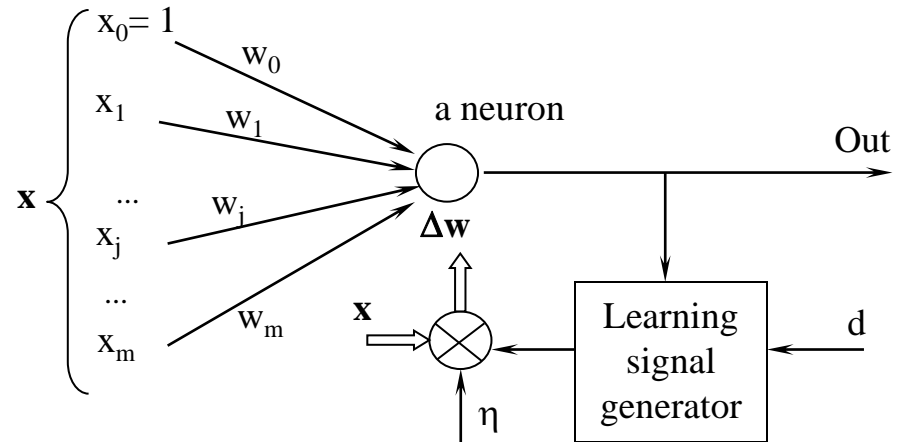 x₀= 1
w₀
x₁
w₁
a neuron
Out
x
...
wⱼ
xⱼ
Δw
...
xₘ
wₘ
x
Learning
signal
generator
d
η